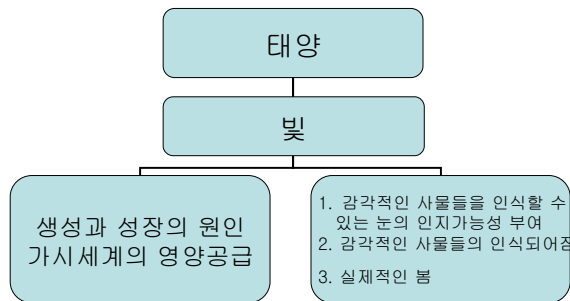 태양
빛
생성과 성장의 원인
가시세계의 영양공급
1. 감각적인 사물들을 인식할 수
있는 눈의 인지가능성 부여
2. 감각적인 사물들의 인식되어짐
3. 실제적인 봄